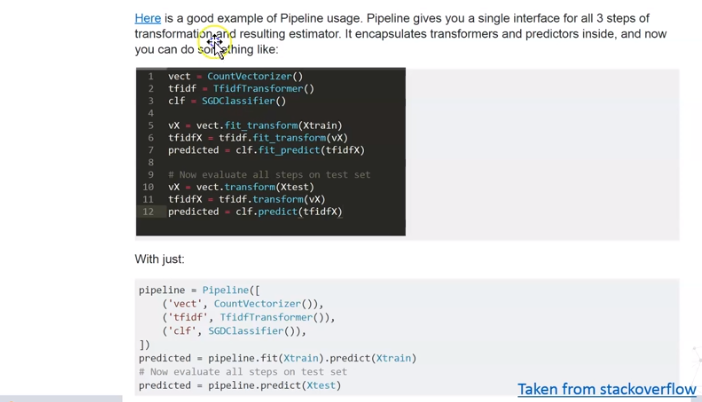 Here is a good example of Pipeline usage. Pipeline gives you a single interface for all 3 steps of
transformation and resulting estimator. It encapsulates transformers and predictors inside, and now
you can do something like:
1 vect = CountVectorizer()
2 tfidf = TfidfTransformer()
3 clf = SGDClassifier()
4
5 vX = vect.fit_transform(Xtrain)
6 tfidfX = tfidf.fit_transform(vX)
7 predicted = clf.fit_predict(tfidfX)
8
9 # Now evaluate all steps on test set
10 vX = vect.transform(Xtest)
11 tfidfX = tfidf.transform(vX)
12 predicted = clf.predict(tfidfX)
With just:
pipeline = Pipeline([
('vect', CountVectorizer()),
('tfidf', TfidfTransformer()),
('clf', SGDClassifier()),
])
predicted = pipeline.fit(Xtrain).predict(Xtrain)
# Now evaluate all steps on test set
predicted = pipeline.predict(Xtest)
Taken from stackoverflow